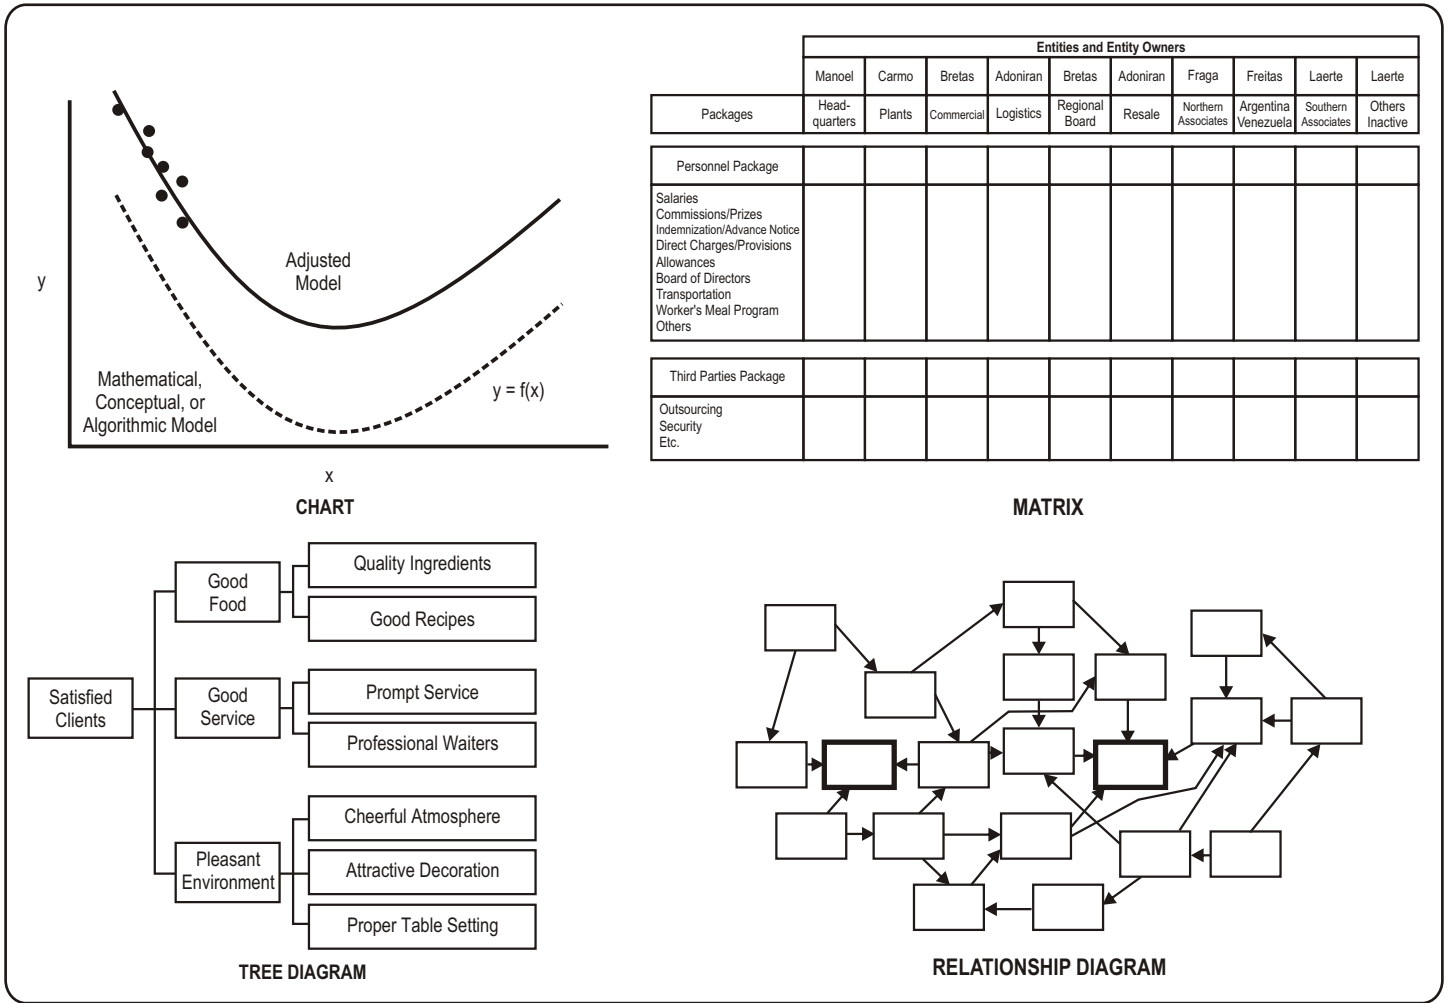 y
Adjusted
Model
Mathematical,
Conceptual, or
Algorithmic Model
y = f(x)
x
CHART
Entities and Entity Owners
Manoel Carmo Bretas Adoniran Bretas Adoniran Fraga Freitas Laerte Laerte
Packages
Head-
quarters
Plants
Commercial
Logistics
Regional
Board
Resale
Northern
Associates
Argentina
Venezuela
Southern
Associates
Others
Inactive
Personnel Package
Salaries
Commissions/Prizes
Indemnization/Advance Notice
Direct Charges/Provisions
Allowances
Board of Directors
Transportation
Worker's Meal Program
Others
Third Parties Package
Outsourcing
Security
Etc.
MATRIX
Satisfied
Clients
Good
Food
Quality Ingredients
Good Recipes
Good
Service
Prompt Service
Professional Waiters
Pleasant
Environment
Cheerful Atmosphere
Attractive Decoration
Proper Table Setting
TREE DIAGRAM
RELATIONSHIP DIAGRAM